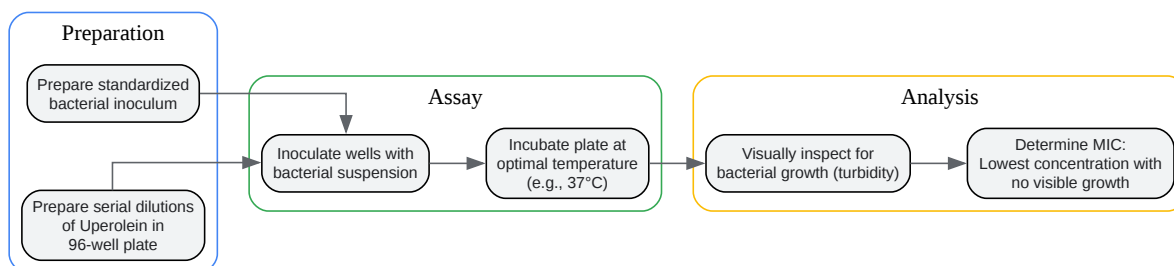 Preparation
Prepare standardized
bacterial inoculum
Prepare serial dilutions
of Uperolein in
96-well plate
Assay
Inoculate wells with
bacterial suspension
Incubate plate at
optimal temperature
(e.g., 37°C)
Analysis
Visually inspect for
bacterial growth (turbidity)
Determine MIC:
Lowest concentration with
no visible growth